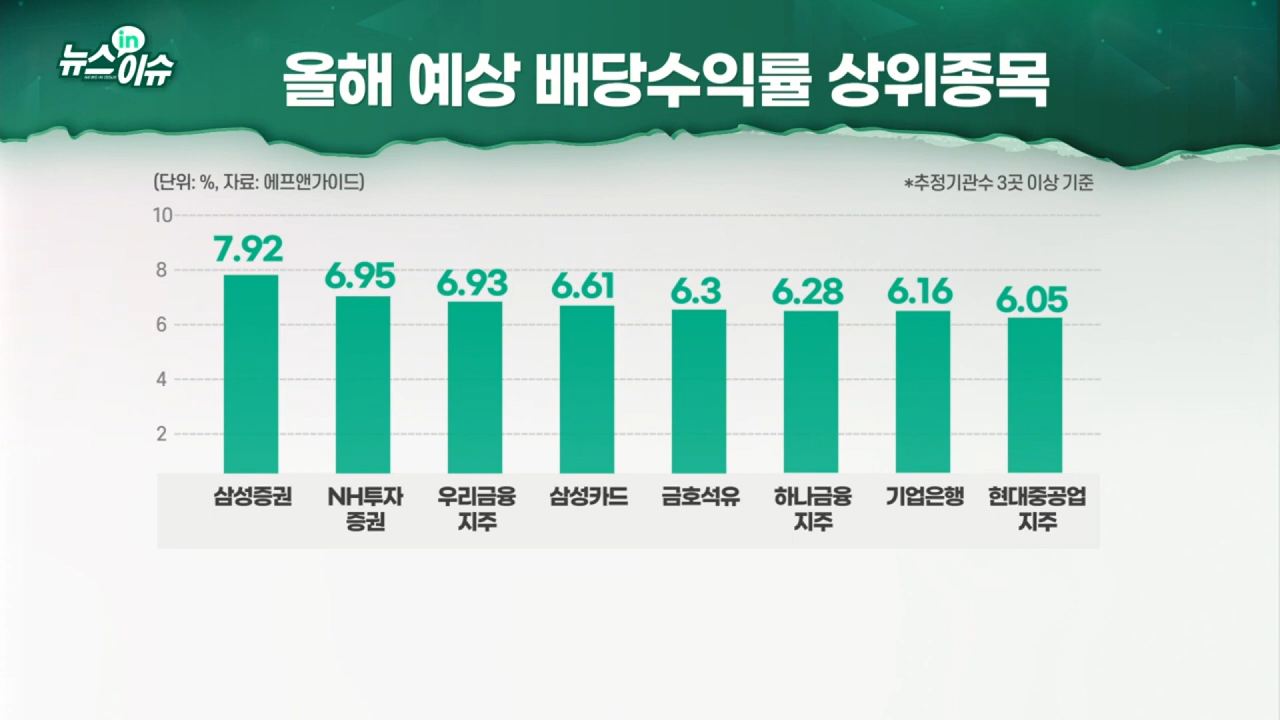 뉴스in이슈
올해 예상 배당수익률 상위종목
(단위: %, 자료: 에프앤가이드)
*추정기관수 3곳 이상 기준
10
8
6
4
2
7.92
6.95
6.93
6.61
6.3
6.28
6.16
6.05
삼성증권
NH투자
증권
우리금융
지주
삼성카드
금호석유
하나금융
지주
기업은행
현대중공업
지주